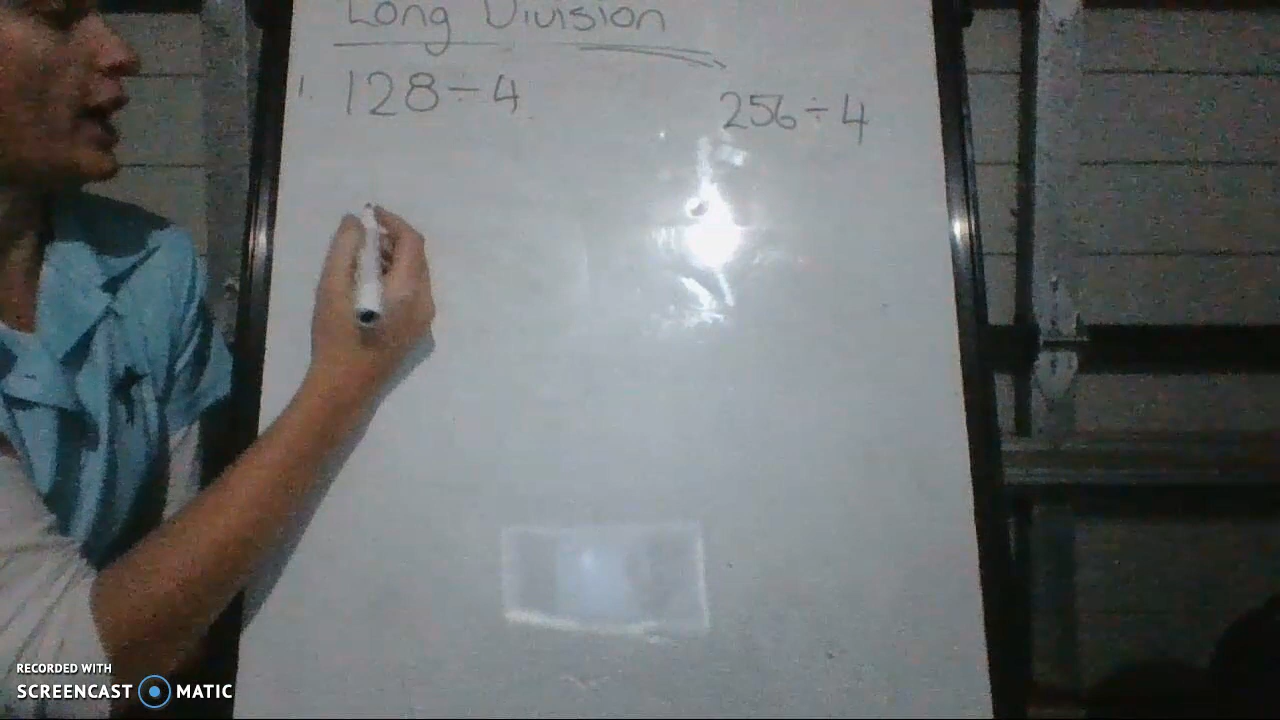 Long Division
1. 128÷4
256÷4
RECORDED WITH
SCREENCAST MATIC